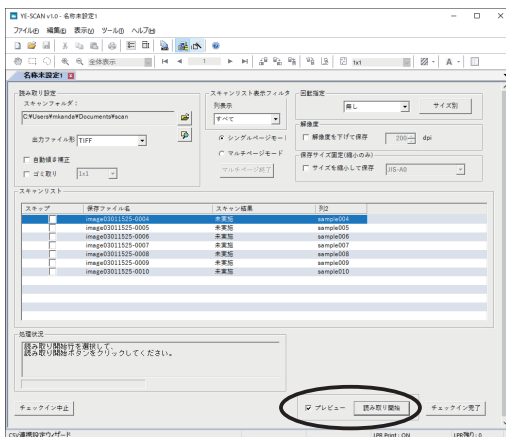 YE-SCAN v1.0 - 名称未設定1
ファイル(F) 編集(E) 表示(V) ツール(T) ヘルプ(H)
全体表示 1 1x1 A
名称未設定1
読み取り設定
スキャンフォルダ：
C:¥Users¥mkanda¥Documents¥scan
出力ファイル形 TIFF
自動傾き補正
ゴミ取り 1x1
スキャンリスト表示フィルタ
列表示
すべて
シングルページモード
マルチページモード
マルチページ終了
回転指定
無し サイズ別
解像度
解像度を下げて保存 200 dpi
保存サイズ固定(縮小のみ)
サイズを縮小して保存 JIS-A0
スキャンリスト
スキップ 保存ファイル名 スキャン結果 列2
image03011525-0004 未実施 sample004
image03011525-0005 未実施 sample005
image03011525-0006 未実施 sample006
image03011525-0007 未実施 sample007
image03011525-0008 未実施 sample008
image03011525-0009 未実施 sample009
image03011525-0010 未実施 sample010
処理状況
読み取り開始行を選択して、
読み取り開始ボタンをクリックしてください。
チェックイン中止 プレビュー 読み取り開始 チェックイン完了
CSV連携設定ウィザード IPR Print : ON IPR残り: 0